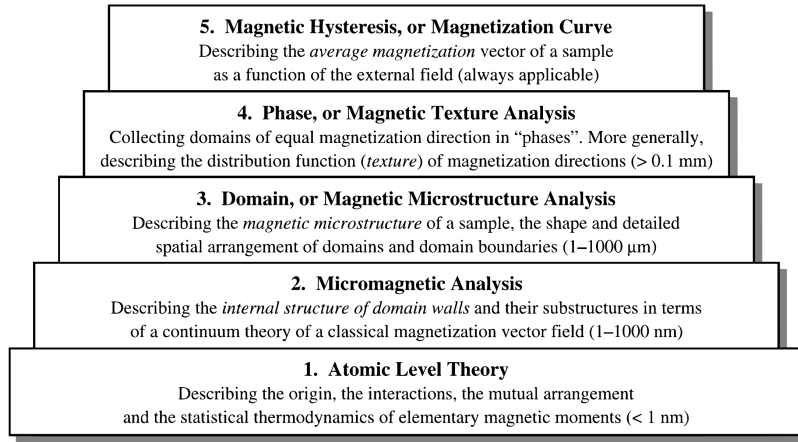 5. Magnetic Hysteresis, or Magnetization Curve
Describing the average magnetization vector of a sample
as a function of the external field (always applicable)
4. Phase, or Magnetic Texture Analysis
Collecting domains of equal magnetization direction in “phases”. More generally,
describing the distribution function (texture) of magnetization directions (> 0.1 mm)
3. Domain, or Magnetic Microstructure Analysis
Describing the magnetic microstructure of a sample, the shape and detailed
spatial arrangement of domains and domain boundaries (1–1000 µm)
2. Micromagnetic Analysis
Describing the internal structure of domain walls and their substructures in terms
of a continuum theory of a classical magnetization vector field (1–1000 nm)
1. Atomic Level Theory
Describing the origin, the interactions, the mutual arrangement
and the statistical thermodynamics of elementary magnetic moments (< 1 nm)